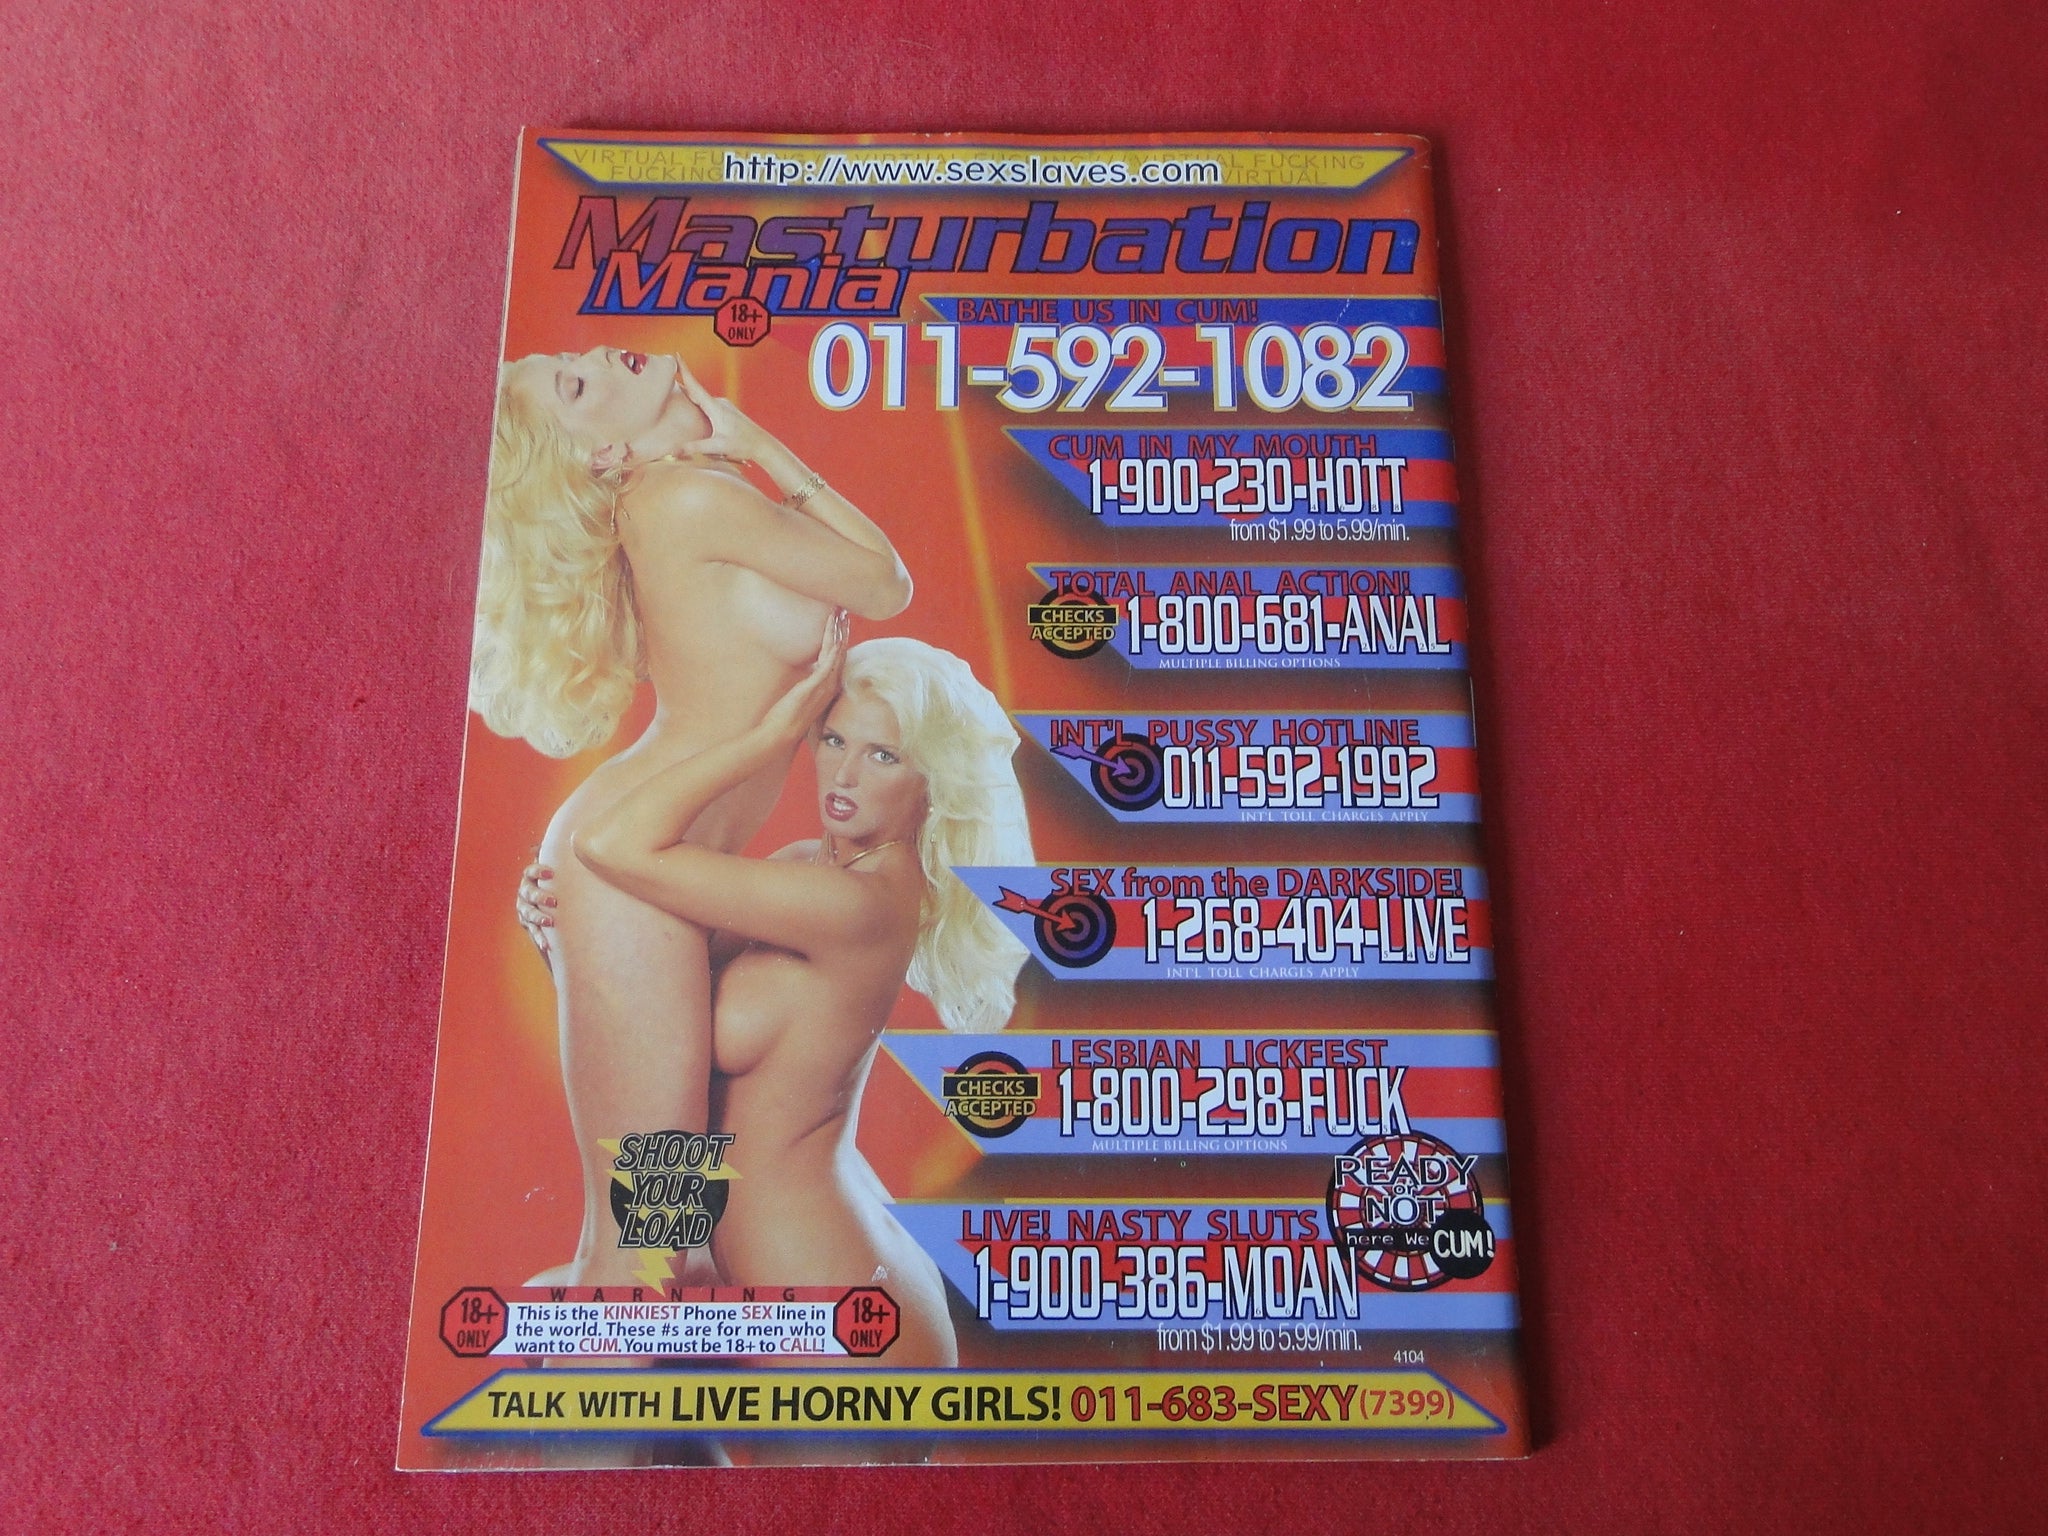 VIRTUAL FUCKING
FUCKING VIRTUAL
http://www.sexslaves.com
Masturbation
Mania
18+
ONLY
BATHE US IN CUM!
011-592-1082
CUM IN MY MOUTH
1-900-230-HOTT
from $1.99 to 5.99/min.
TOTAL ANAL ACTION!
CHECKS
ACCEPTED
1-800-681-ANAL
MULTIPLE BILLING OPTIONS
INT'L PUSSY HOTLINE
011-592-1992
INT'L TOLL CHARGES APPLY
SEX from the DARKSIDE!
1-268-404-LIVE
INT'L TOLL CHARGES APPLY
LESBIAN LICKFEST
CHECKS
ACCEPTED
1-800-298-FUCK
MULTIPLE BILLING OPTIONS
SHOOT
YOUR
LOAD
READY
or
NOT
here We
CUM!
LIVE! NASTY SLUTS
1-900-386-MOAN
from $1.99 to 5.99/min.
4104
WARNING
18+
ONLY
This is the KINKIEST Phone SEX line in
the world. These #s are for men who
want to CUM. You must be 18+ to CALL!
18+
ONLY
TALK WITH LIVE HORNY GIRLS! 011-683-SEXY (7399)